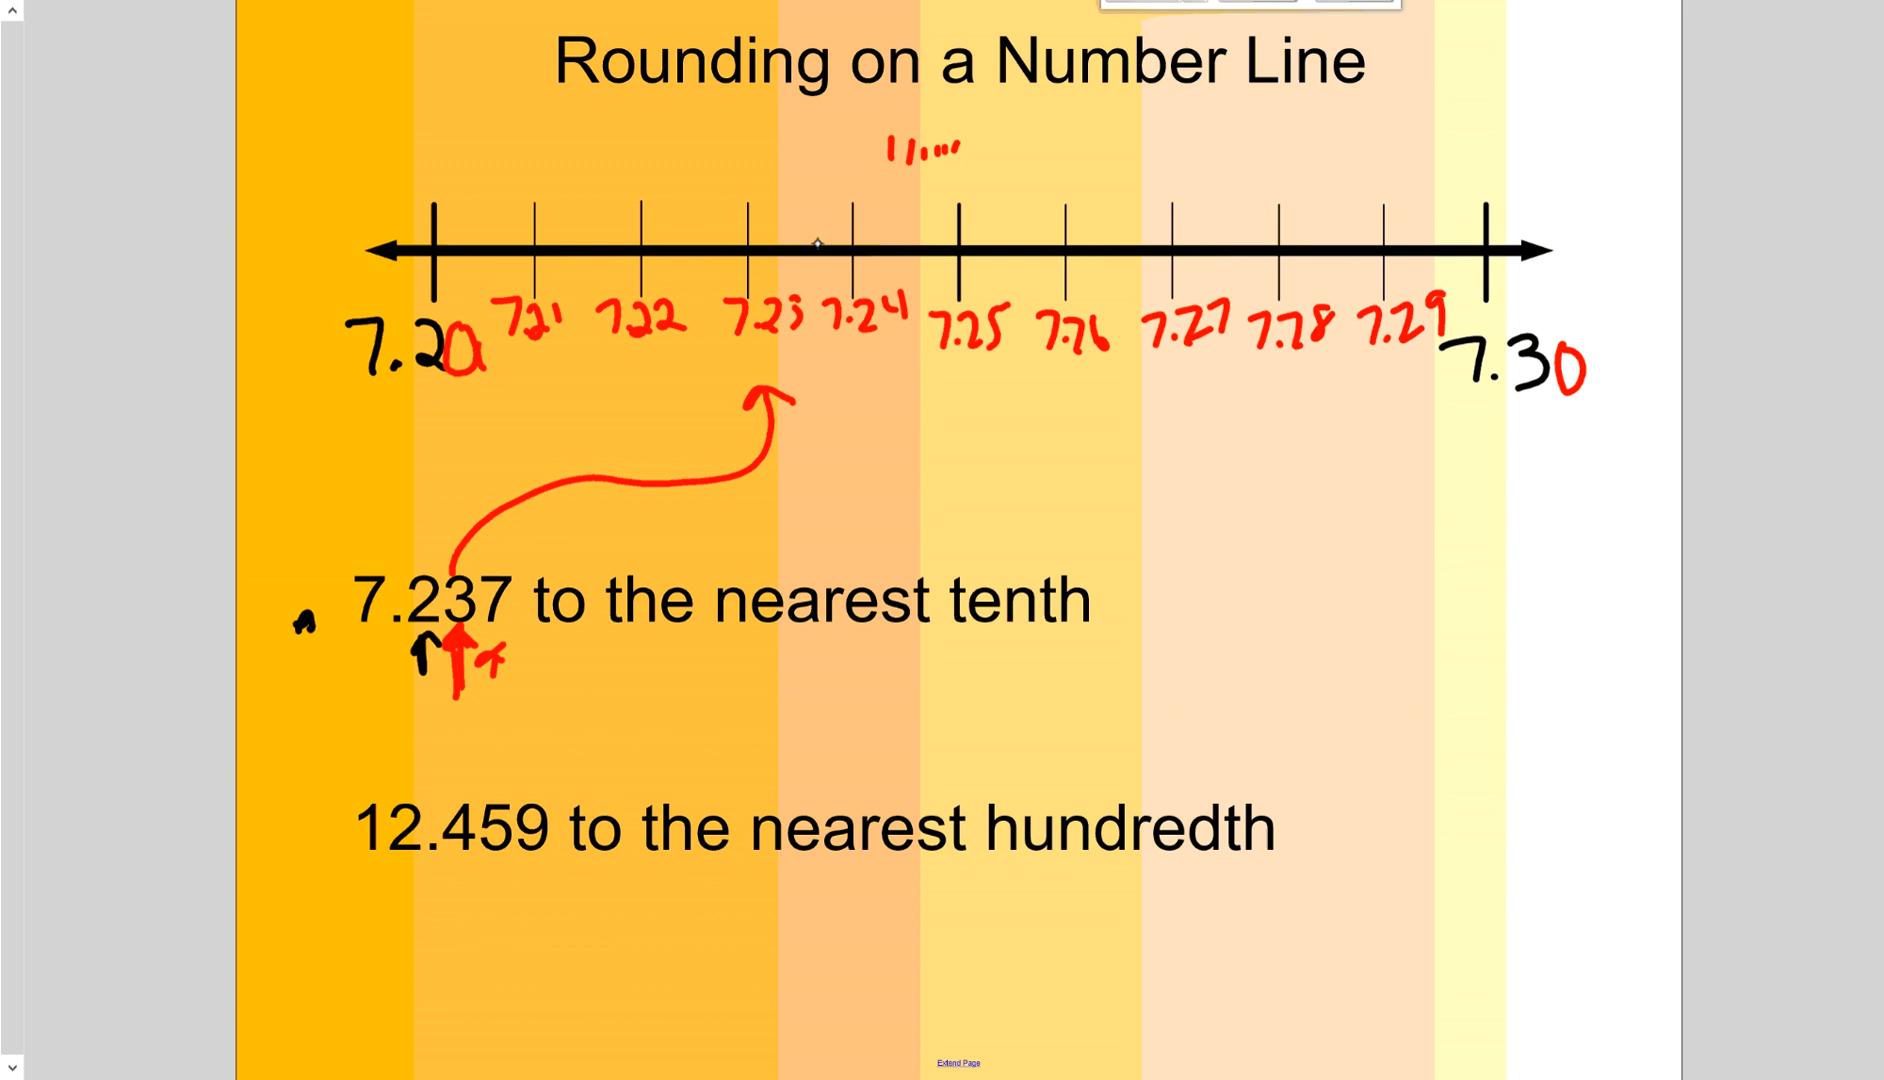 Rounding on a Number Line
7.20 7.21 7.22 7.23 7.24 7.25 7.26 7.27 7.28 7.29 7.30
7.237 to the nearest tenth
12.459 to the nearest hundredth
Extend Page